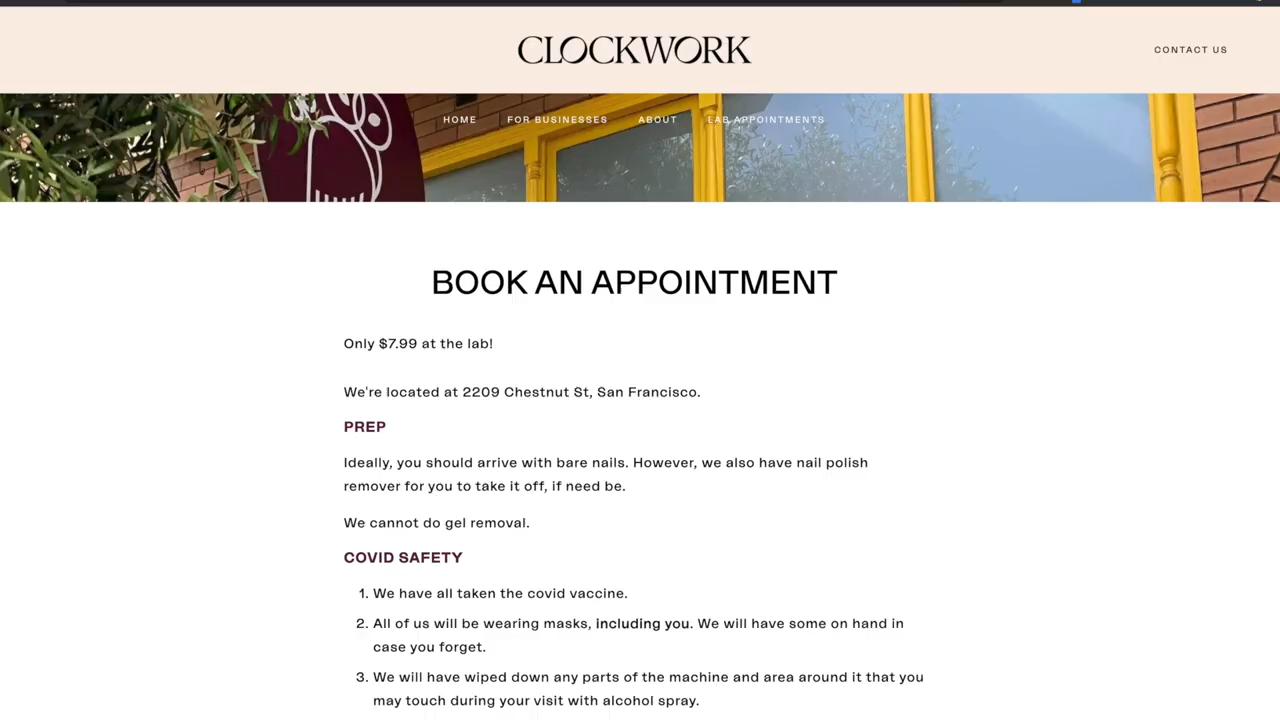 CLOCKWORK
CONTACT US
HOME FOR BUSINESSES ABOUT LAB APPOINTMENTS
BOOK AN APPOINTMENT
Only $7.99 at the lab!
We're located at 2209 Chestnut St, San Francisco.
PREP
Ideally, you should arrive with bare nails. However, we also have nail polish
remover for you to take it off, if need be.
We cannot do gel removal.
COVID SAFETY
1. We have all taken the covid vaccine.
2. All of us will be wearing masks, including you. We will have some on hand in
case you forget.
3. We will have wiped down any parts of the machine and area around it that you
may touch during your visit with alcohol spray.